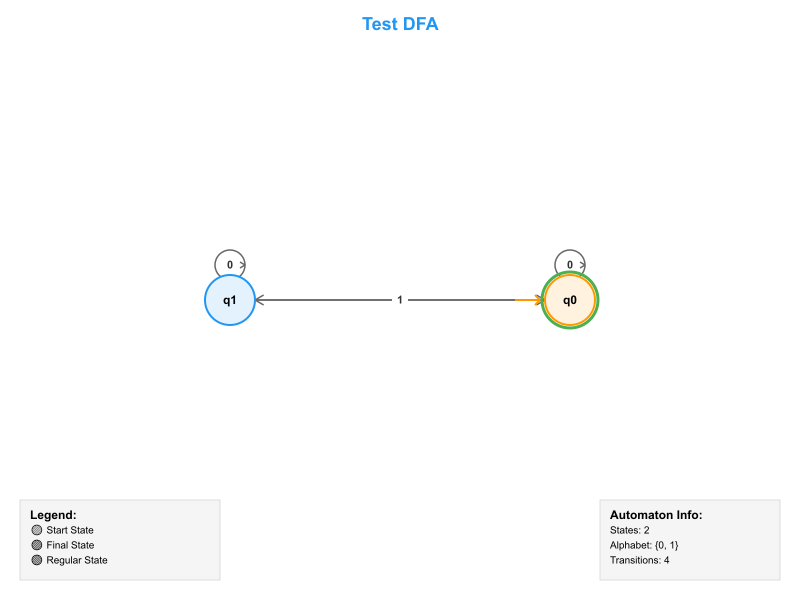 Test DFA
0
0
q1
1
q0
Legend:
Start State
Final State
Regular State
Automaton Info:
States: 2
Alphabet: {0, 1}
Transitions: 4